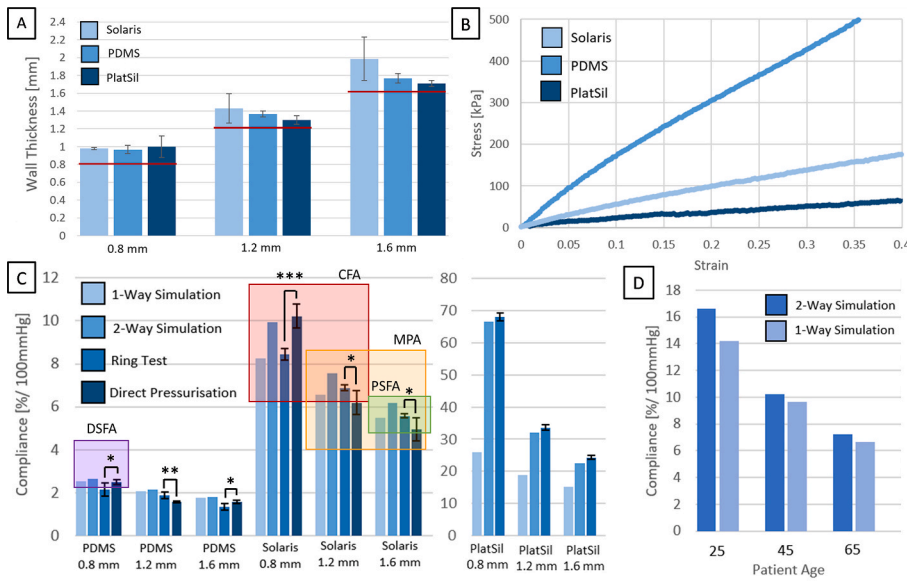 A
Solaris
PDMS
PlatSil
Wall Thickness [mm]
2.4
2.2
2
1.8
1.6
1.4
1.2
1
0.8
0.6
0.4
0.2
0
0.8 mm
1.2 mm
1.6 mm
B
Solaris
PDMS
PlatSil
Stress [kPa]
500
400
300
200
100
0
0
0.05
0.1
0.15
0.2
0.25
0.3
0.35
0.4
Strain
C
1-Way Simulation
2-Way Simulation
Ring Test
Direct Pressurisation
Compliance [%/ 100mmHg]
12
10
8
6
4
2
0
DSFA
*
**
*
***
CFA
MPA
*
PSFA
*
PDMS
0.8 mm
PDMS
1.2 mm
PDMS
1.6 mm
Solaris
0.8 mm
Solaris
1.2 mm
Solaris
1.6 mm
80
70
60
50
40
30
20
10
0
PlatSil
0.8 mm
PlatSil
1.2 mm
PlatSil
1.6 mm
D
2-Way Simulation
1-Way Simulation
Compliance [%/ 100mmHg]
18
16
14
12
10
8
6
4
2
0
25
45
65
Patient Age